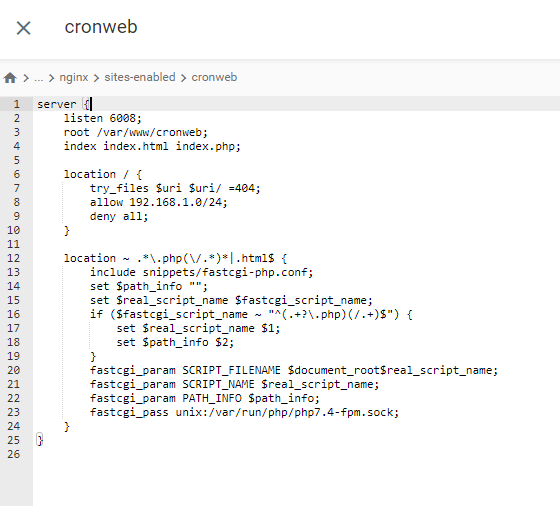 cronweb
... nginx sites-enabled cronweb
1 server {
2 listen 6008;
3 root /var/www/cronweb;
4 index index.html index.php;
5
6 location / {
7 try_files $uri $uri/ =404;
8 allow 192.168.1.0/24;
9 deny all;
10 }
11
12 location ~ .*\.php(\/.*)*|.html$ {
13 include snippets/fastcgi-php.conf;
14 set $path_info "";
15 set $real_script_name $fastcgi_script_name;
16 if ($fastcgi_script_name ~ "^(.+?\.php)(/.+)$") {
17 set $real_script_name $1;
18 set $path_info $2;
19 }
20 fastcgi_param SCRIPT_FILENAME $document_root$real_script_name;
21 fastcgi_param SCRIPT_NAME $real_script_name;
22 fastcgi_param PATH_INFO $path_info;
23 fastcgi_pass unix:/var/run/php/php7.4-fpm.sock;
24 }
25 }
26